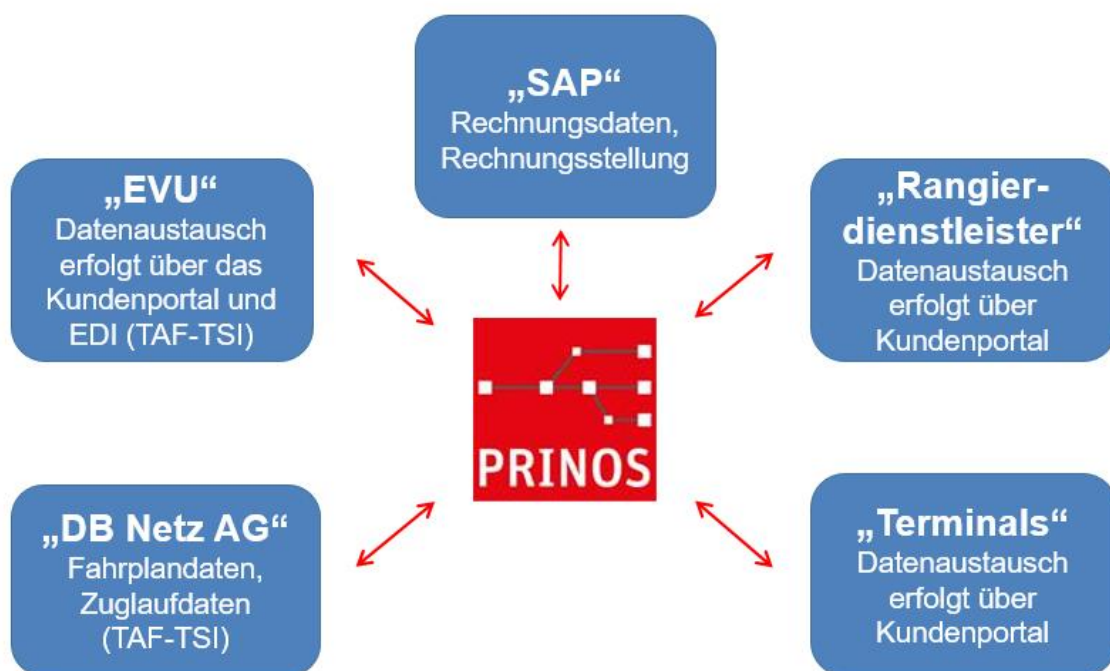 „SAP“
Rechnungsdaten,
Rechnungsstellung
„EVU“
Datenaustausch
erfolgt über das
Kundenportal und
EDI (TAF-TSI)
„Rangier-
dienstleister“
Datenaustausch
erfolgt über
Kundenportal
PRINOS
„DB Netz AG“
Fahrplandaten,
Zuglaufdaten
(TAF-TSI)
„Terminals“
Datenaustausch
erfolgt über
Kundenportal